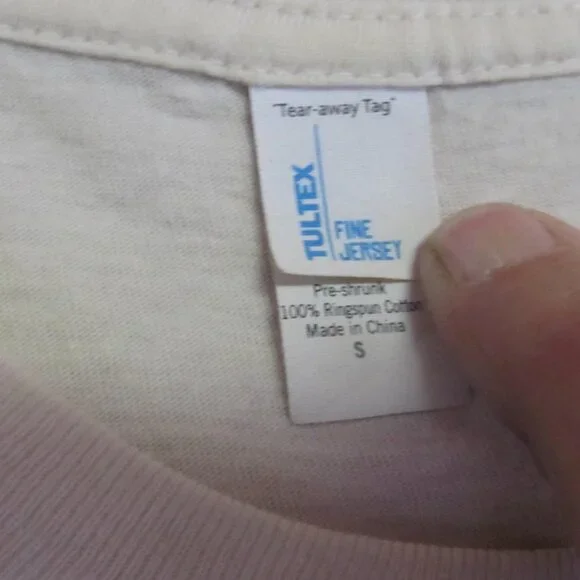 "Tear-away Tag"
TULTEX
FINE
JERSEY
Pre-shrunk
100% Ringspun Cotton
Made in China
S